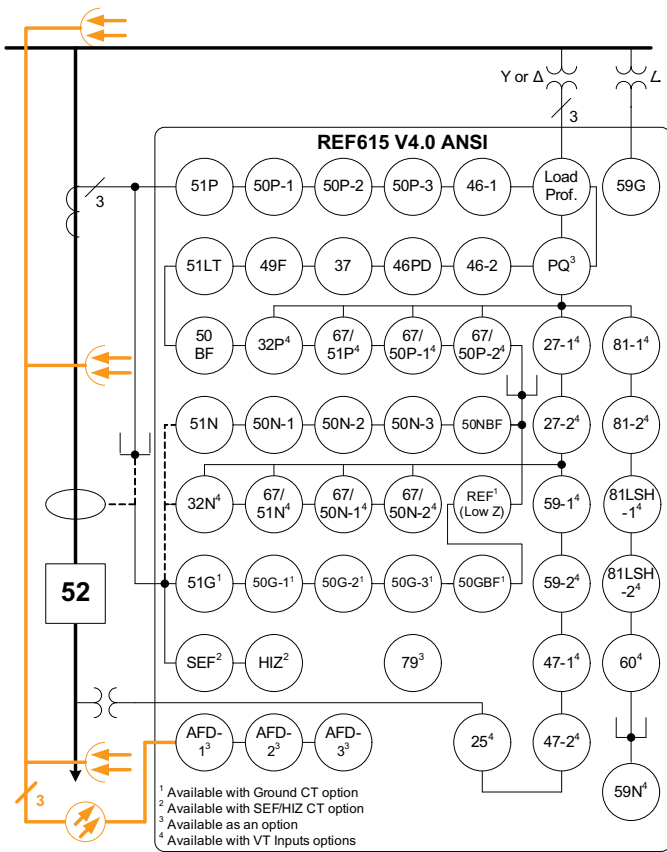 Y or Δ
3
REF615 V4.0 ANSI
3
51P
50P-1
50P-2
50P-3
46-1
Load
Prof.
59G
51LT
49F
37
46PD
46-2
PQ³
50
BF
32P⁴
67/
51P⁴
67/
50P-1⁴
67/
50P-2⁴
27-1⁴
81-1⁴
51N
50N-1
50N-2
50N-3
50NBF
27-2⁴
81-2⁴
32N⁴
67/
51N⁴
67/
50N-1⁴
67/
50N-2⁴
REF¹
(Low Z)
59-1⁴
81LSH
-1⁴
52
51G¹
50G-1¹
50G-2¹
50G-3¹
50GBF¹
59-2⁴
81LSH
-2⁴
SEF²
HIZ²
79³
47-1⁴
60⁴
AFD-
1³
AFD-
2³
AFD-
3³
25⁴
47-2⁴
59N⁴
3
¹ Available with Ground CT option
² Available with SEF/HIZ CT option
³ Available as an option
⁴ Available with VT Inputs options